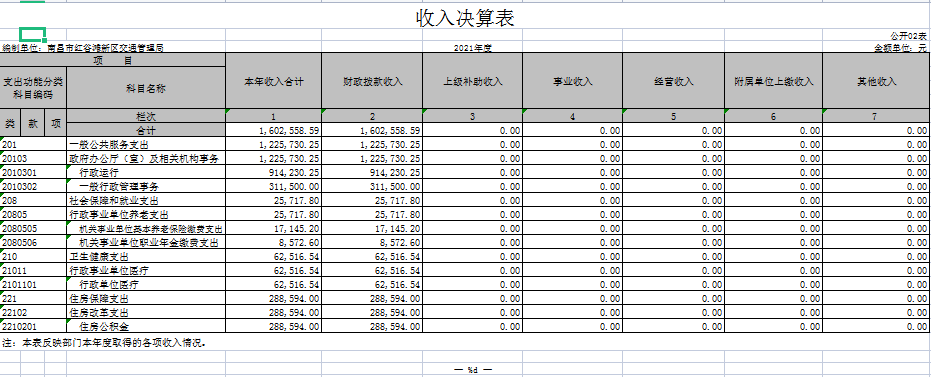 收入决算表
公开02表
编制单位：南昌市红谷滩新区交通管理局 2021年度 金额单位：元
项 目 本年收入合计 财政拨款收入 上级补助收入 事业收入 经营收入 附属单位上缴收入 其他收入
支出功能分类科目编码 科目名称
类 款 项 栏次 1 2 3 4 5 6 7
合计 1,602,558.59 1,602,558.59 0.00 0.00 0.00 0.00 0.00
201 一般公共服务支出 1,225,730.25 1,225,730.25 0.00 0.00 0.00 0.00 0.00
20103 政府办公厅（室）及相关机构事务 1,225,730.25 1,225,730.25 0.00 0.00 0.00 0.00 0.00
2010301 行政运行 914,230.25 914,230.25 0.00 0.00 0.00 0.00 0.00
2010302 一般行政管理事务 311,500.00 311,500.00 0.00 0.00 0.00 0.00 0.00
208 社会保障和就业支出 25,717.80 25,717.80 0.00 0.00 0.00 0.00 0.00
20805 行政事业单位养老支出 25,717.80 25,717.80 0.00 0.00 0.00 0.00 0.00
2080505 机关事业单位基本养老保险缴费支出 17,145.20 17,145.20 0.00 0.00 0.00 0.00 0.00
2080506 机关事业单位职业年金缴费支出 8,572.60 8,572.60 0.00 0.00 0.00 0.00 0.00
210 卫生健康支出 62,516.54 62,516.54 0.00 0.00 0.00 0.00 0.00
21011 行政事业单位医疗 62,516.54 62,516.54 0.00 0.00 0.00 0.00 0.00
2101101 行政单位医疗 62,516.54 62,516.54 0.00 0.00 0.00 0.00 0.00
221 住房保障支出 288,594.00 288,594.00 0.00 0.00 0.00 0.00 0.00
22102 住房改革支出 288,594.00 288,594.00 0.00 0.00 0.00 0.00 0.00
2210201 住房公积金 288,594.00 288,594.00 0.00 0.00 0.00 0.00 0.00
注：本表反映部门本年度取得的各项收入情况。
— %d —